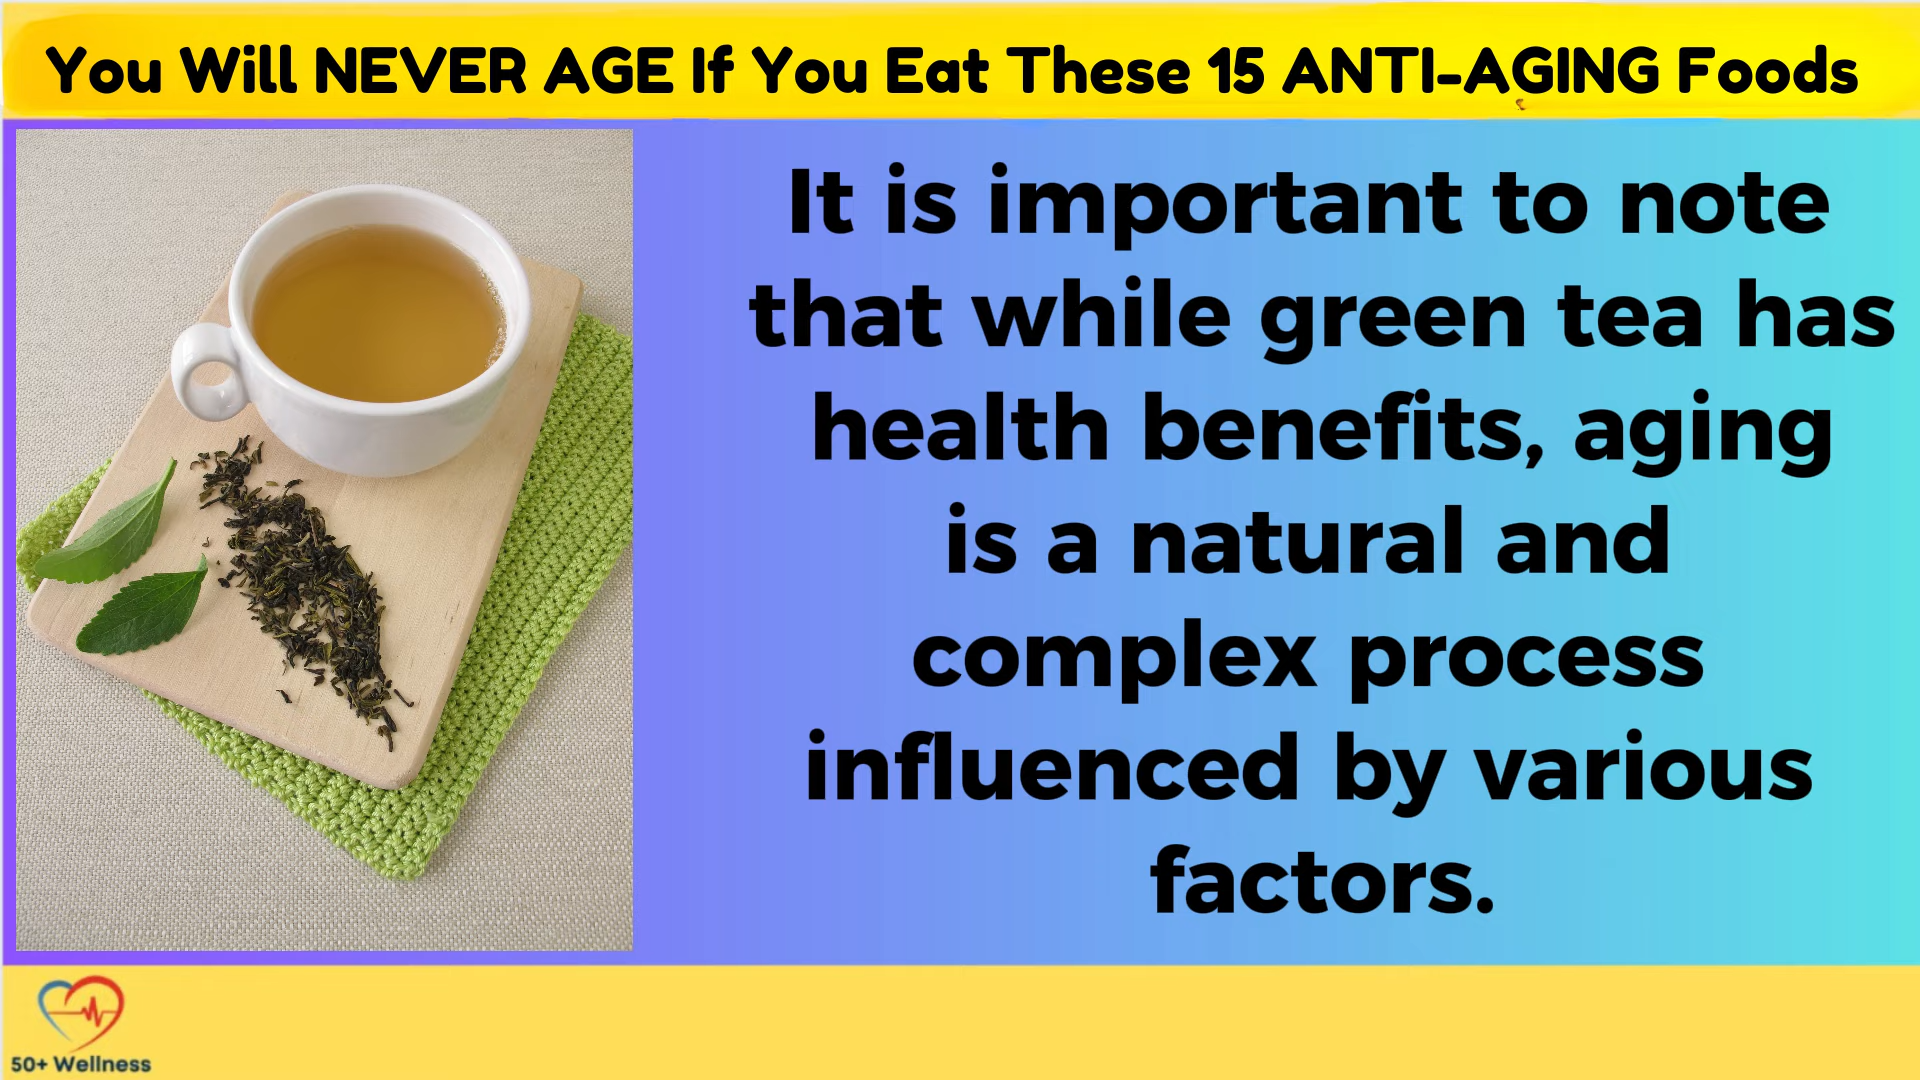 You Will NEVER AGE If You Eat These 15 ANTI-AGING Foods
It is important to note
that while green tea has
health benefits, aging
is a natural and
complex process
influenced by various
factors.
50+ Wellness